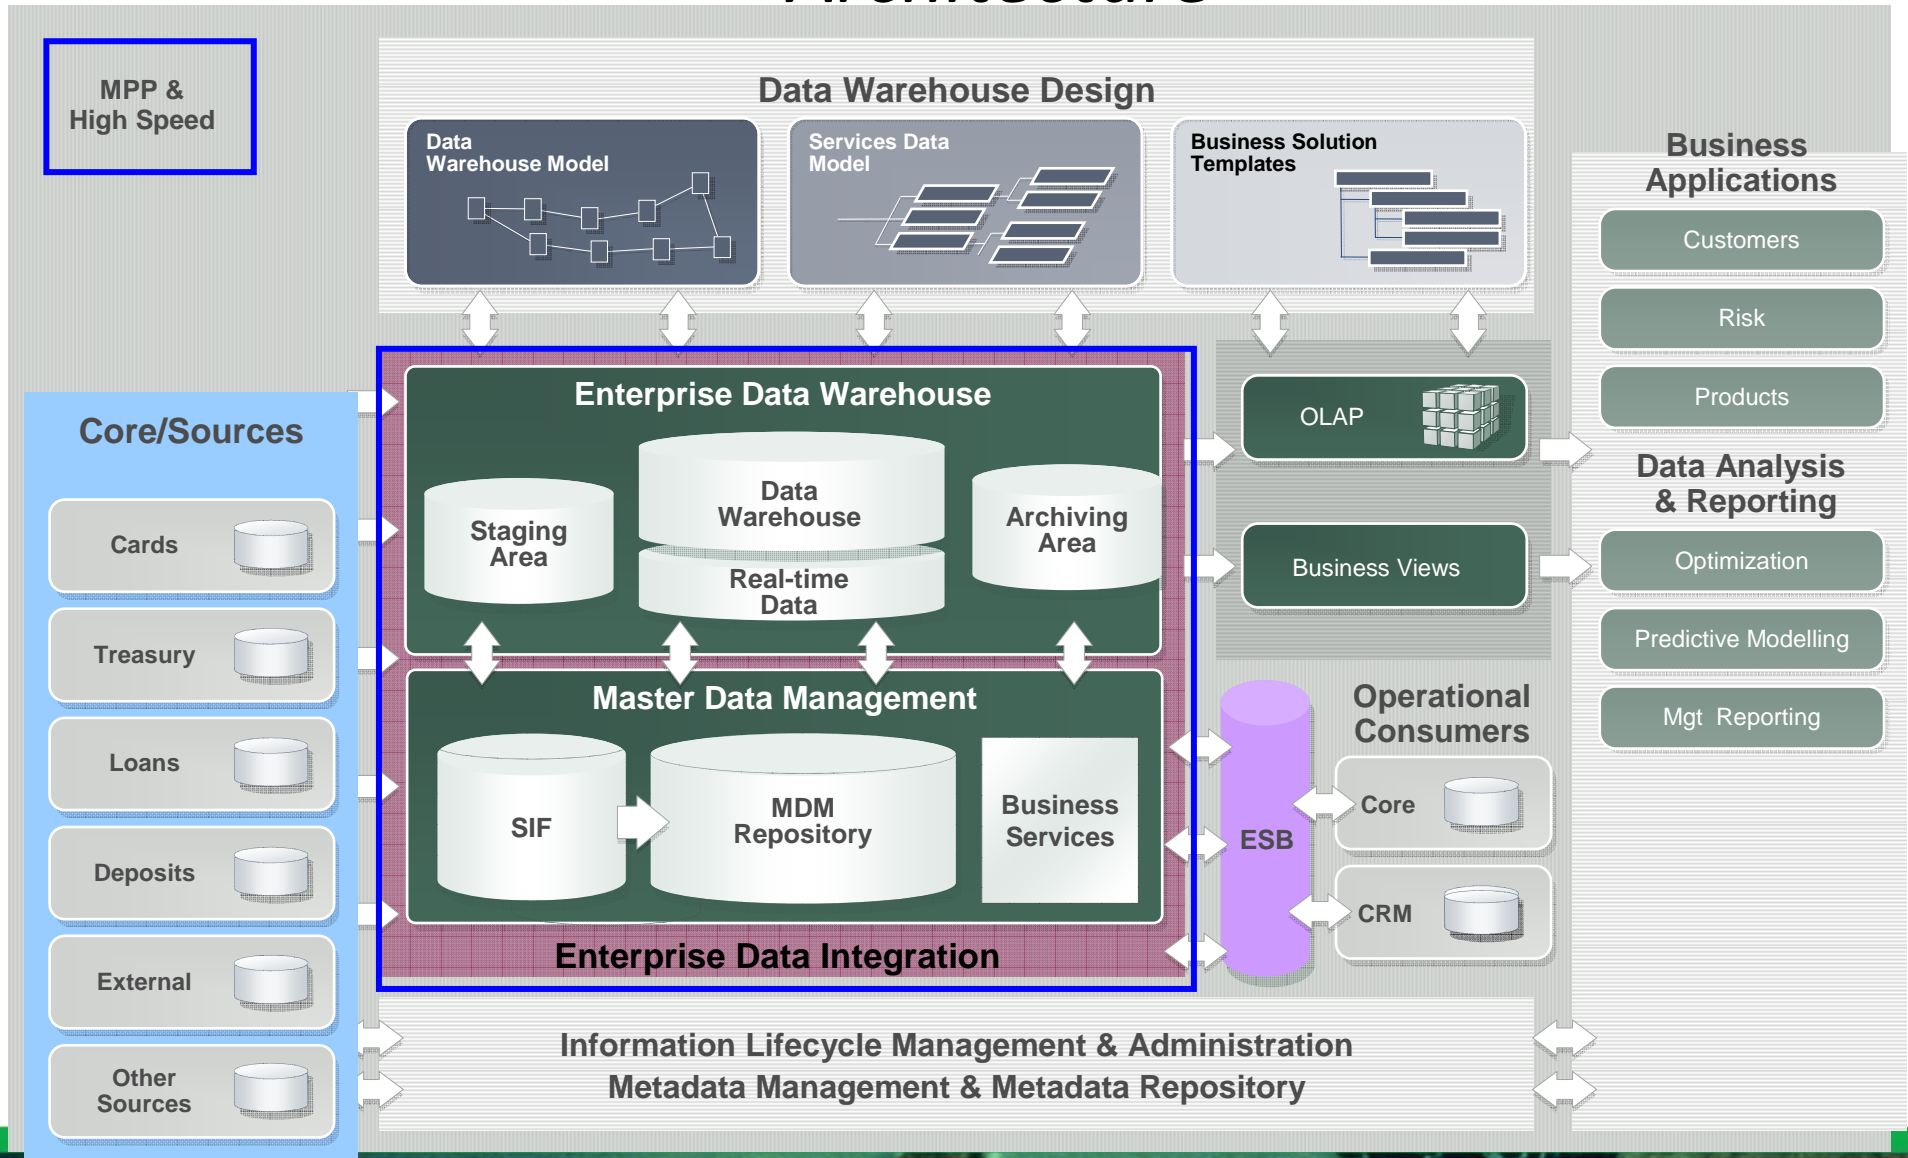 Architecture
MPP &
High Speed
Data Warehouse Design
Data
Warehouse Model
Services Data
Model
Business Solution
Templates
Business
Applications
Customers
Risk
Products
Data Analysis
& Reporting
Optimization
Predictive Modelling
Mgt Reporting
Core/Sources
Cards
Treasury
Loans
Deposits
External
Other
Sources
Enterprise Data Warehouse
Staging
Area
Data
Warehouse
Real-time
Data
Archiving
Area
Master Data Management
SIF
MDM
Repository
Business
Services
Enterprise Data Integration
OLAP
Business Views
ESB
Operational
Consumers
Core
CRM
Information Lifecycle Management & Administration
Metadata Management & Metadata Repository